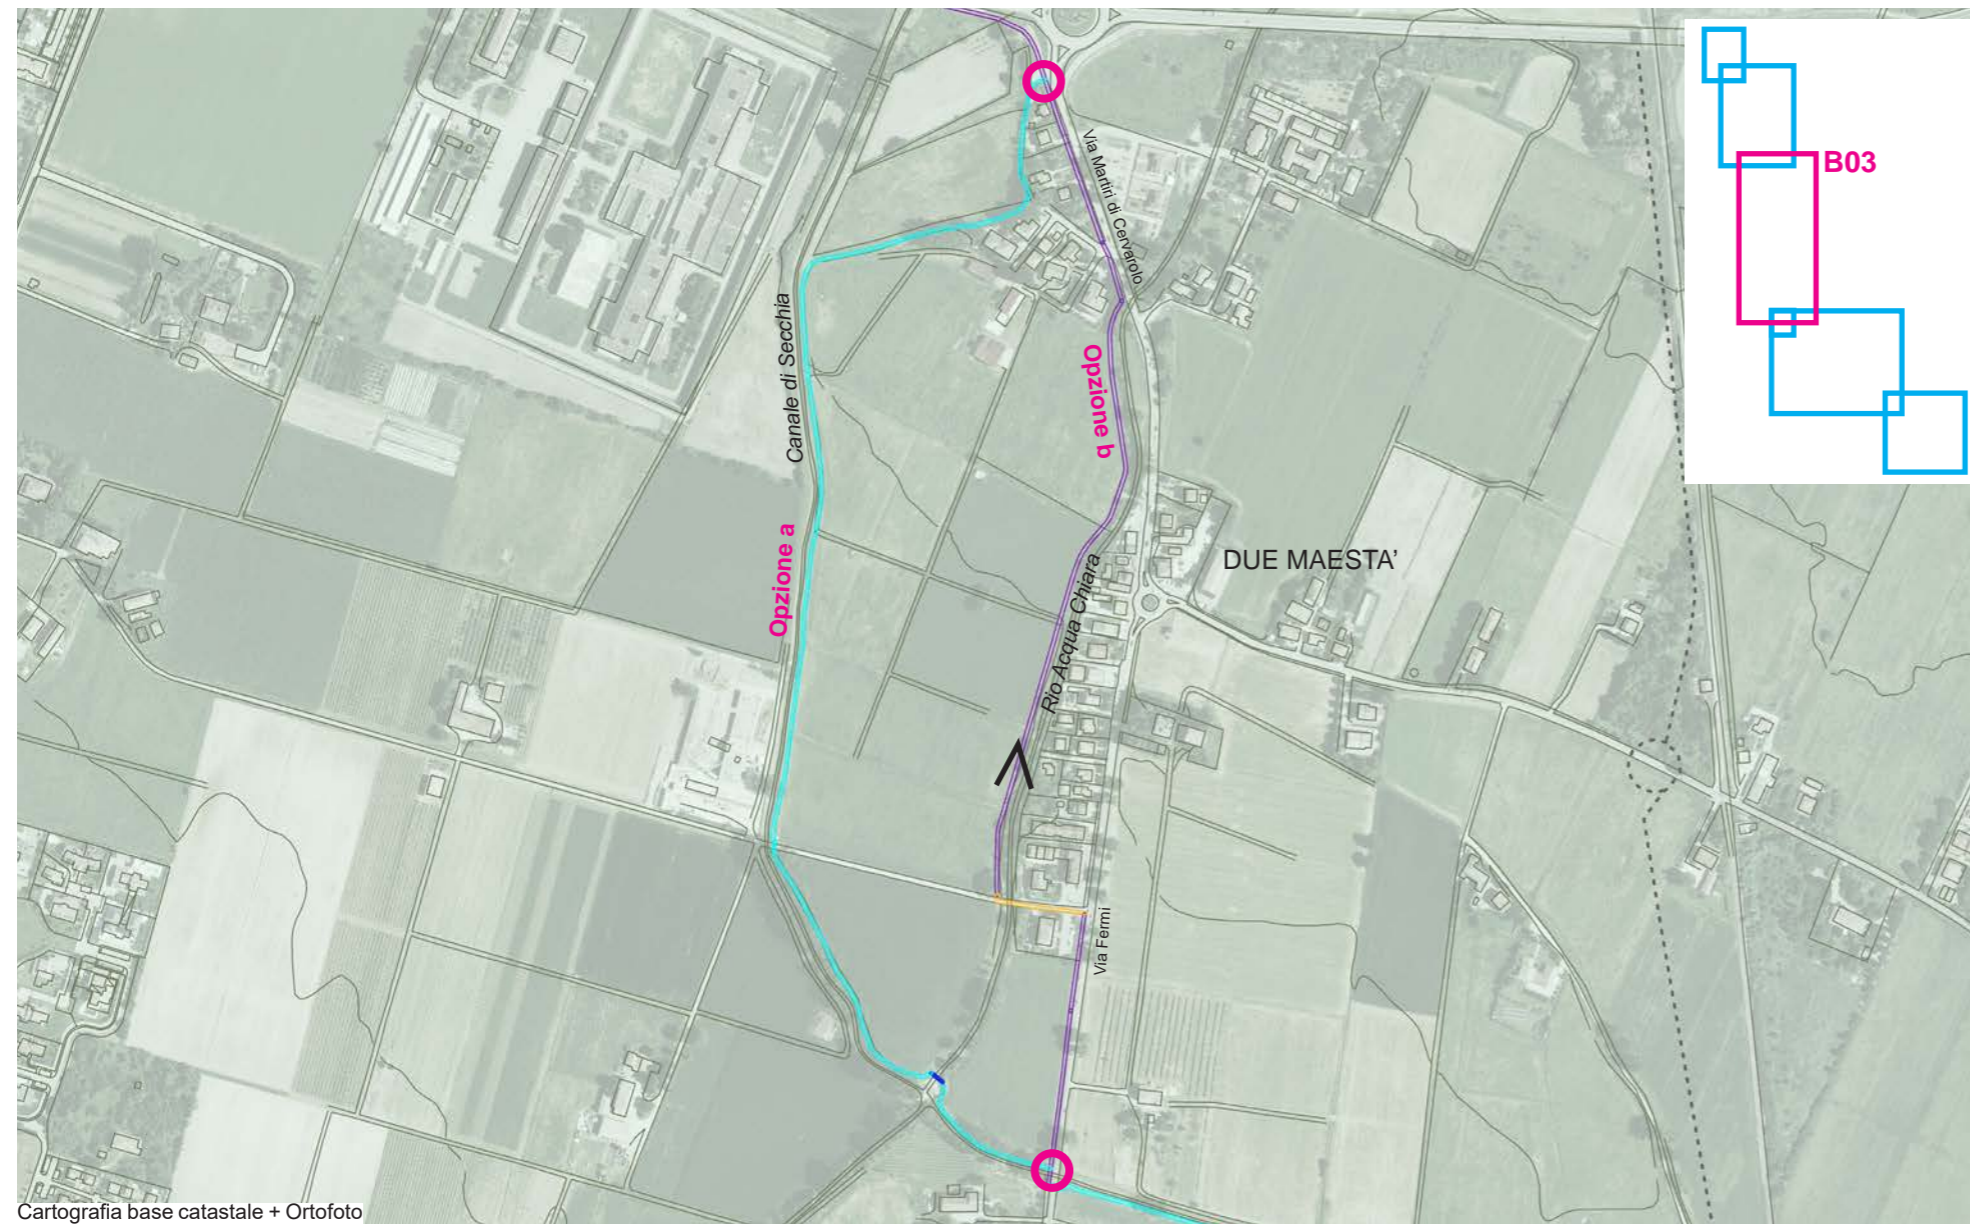 B03
Via Martiri di Cervarolo
Canale di Secchia
Opzione b
Opzione a
DUE MAESTA'
Rio Acqua Chiara
Via Fermi
Cartografia base catastale + Ortofoto